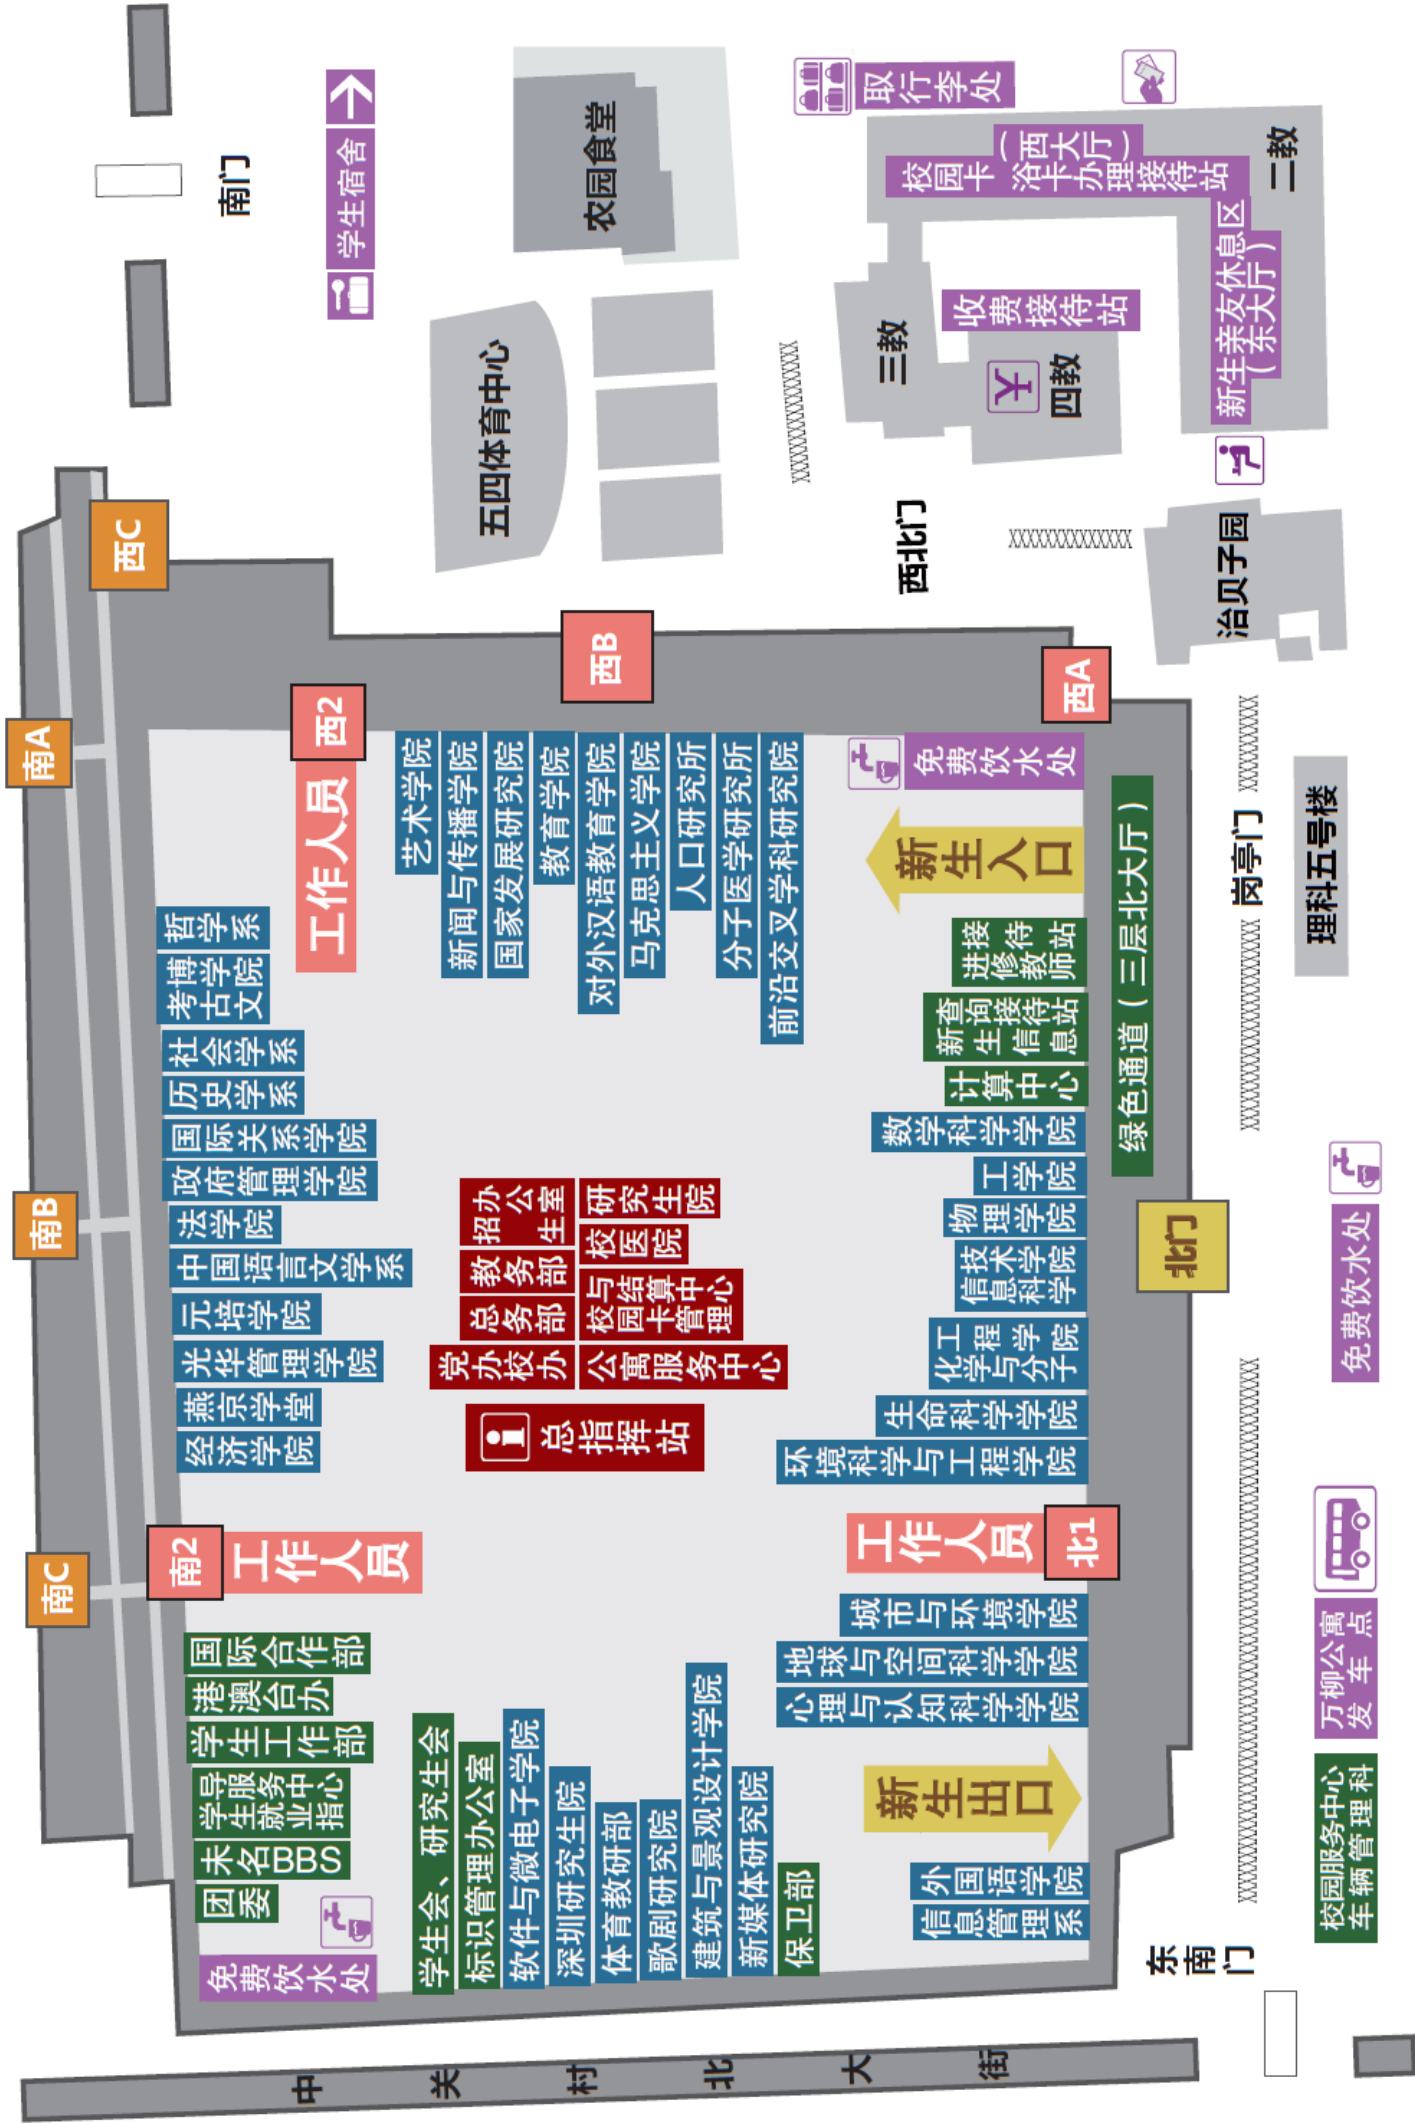 南门
学生宿舍
农园食堂
取行李处
校园卡 浴卡办理接待站
（西大厅）
二教
新生亲友休息区
（东大厅）
收费接待站
三教
四教
五四体育中心
西北门
治贝子园
西C
南A
西2
西B
西A
工作人员
艺术学院
新闻与传播学院
国家发展研究院
教育学院
对外汉语教育学院
马克思主义学院
人口研究所
分子医学研究所
前沿交叉学科研究院
免费饮水处
新生入口
绿色通道（三层北大厅）
岗亭门
理科五号楼
哲学系
考古文博学院
社会学系
历史学系
国际关系学院
政府管理学院
法学院
中国语言文学系
元培学院
光华管理学院
燕京学堂
经济学院
南B
进修教师
接待站
新生信息
查询接待站
计算中心
数学科学学院
工学院
物理学院
信息科学
技术学院
化学与分子
工程学院
生命科学学院
环境科学与工程学院
北门
招生
办公室
教务部
总务部
党办校办
研究生院
校医院
校园卡管理
与结算中心
公寓服务中心
总指挥站
免费饮水处
南C
南2
工作人员
工作人员
北1
国际合作部
港澳台办
学生工作部
学生就业指
导服务中心
未名BBS
团委
免费饮水处
学生会、研究生会
标识管理办公室
软件与微电子学院
深圳研究生院
体育教研部
歌剧研究院
建筑与景观设计学院
新媒体研究院
保卫部
城市与环境学院
地球与空间科学学院
心理与认知科学学院
新生出口
外国语学院
信息管理系
万柳公寓
发车点
校园服务中心
车辆管理科
东南门
中关村北大街